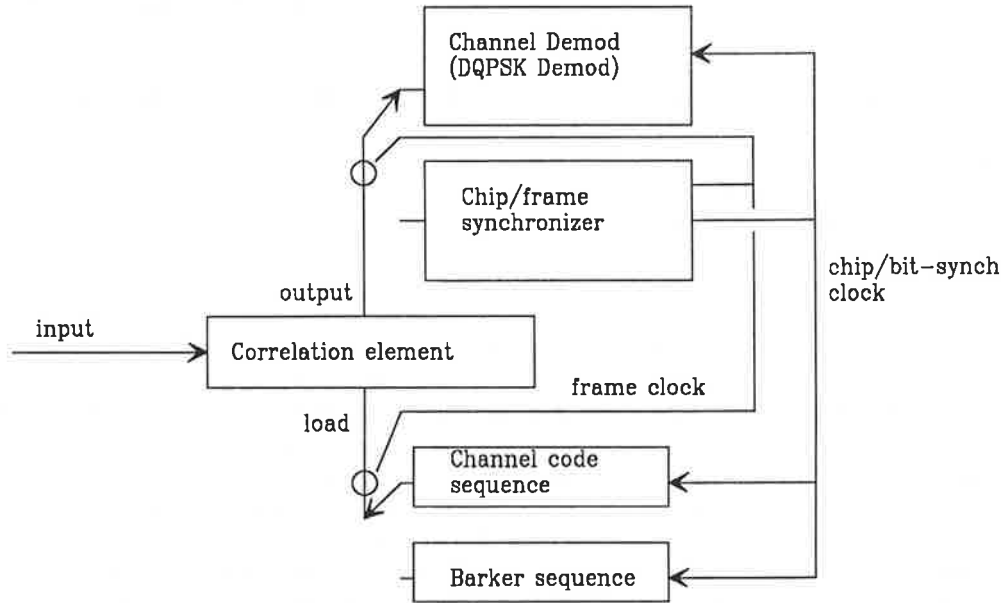 Channel Demod
(DQPSK Demod)
Chip/frame
synchronizer
output
chip/bit-synch
clock
input
Correlation element
frame clock
load
Channel code
sequence
Barker sequence